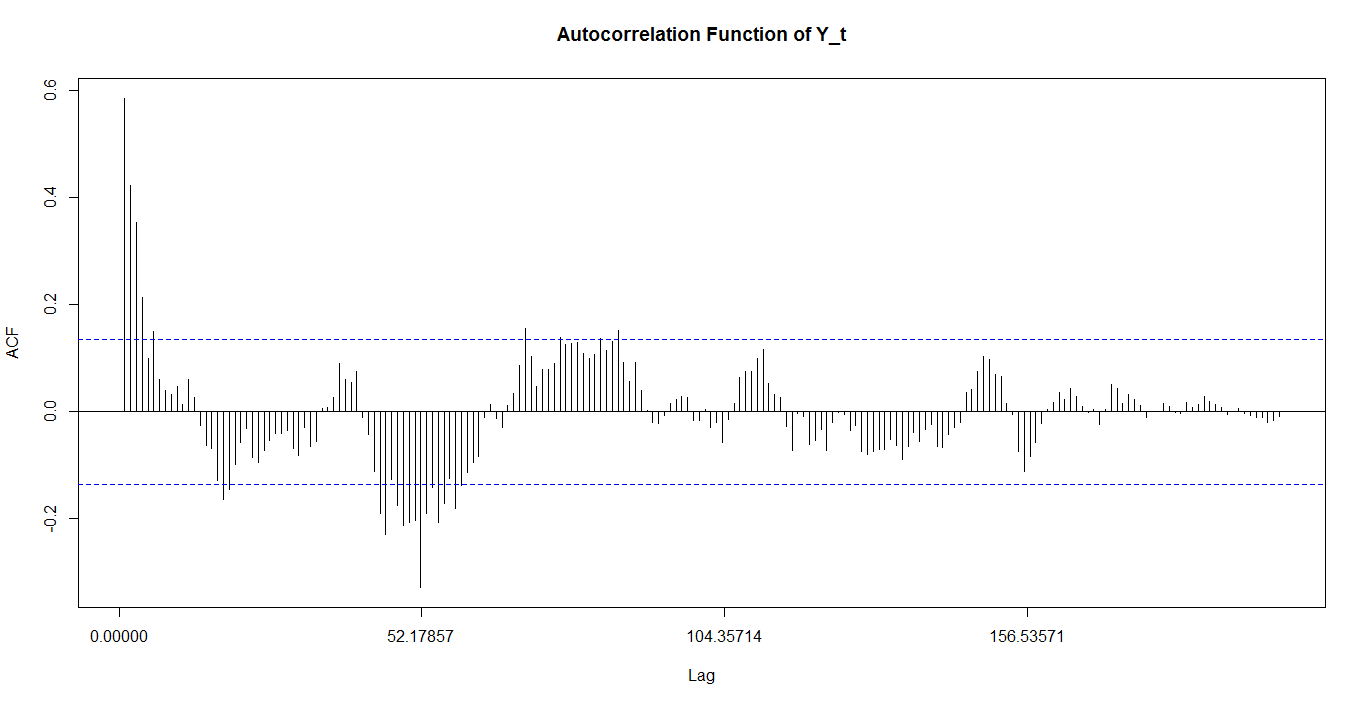 Autocorrelation Function of Y_t
ACF
0.6
0.4
0.2
0.0
-0.2
0.00000 52.17857 104.35714 156.53571
Lag